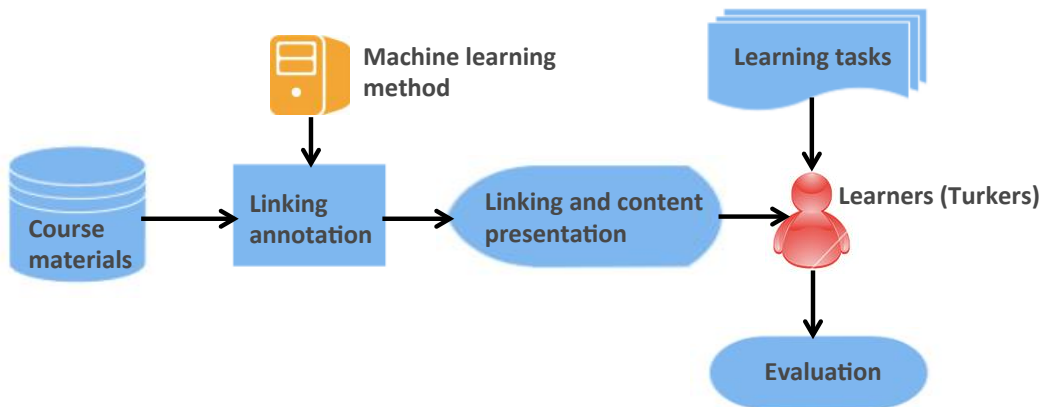 Machine learning
method
Learning tasks
Course
materials
Linking
annotation
Linking and content
presentation
Learners (Turkers)
Evaluation